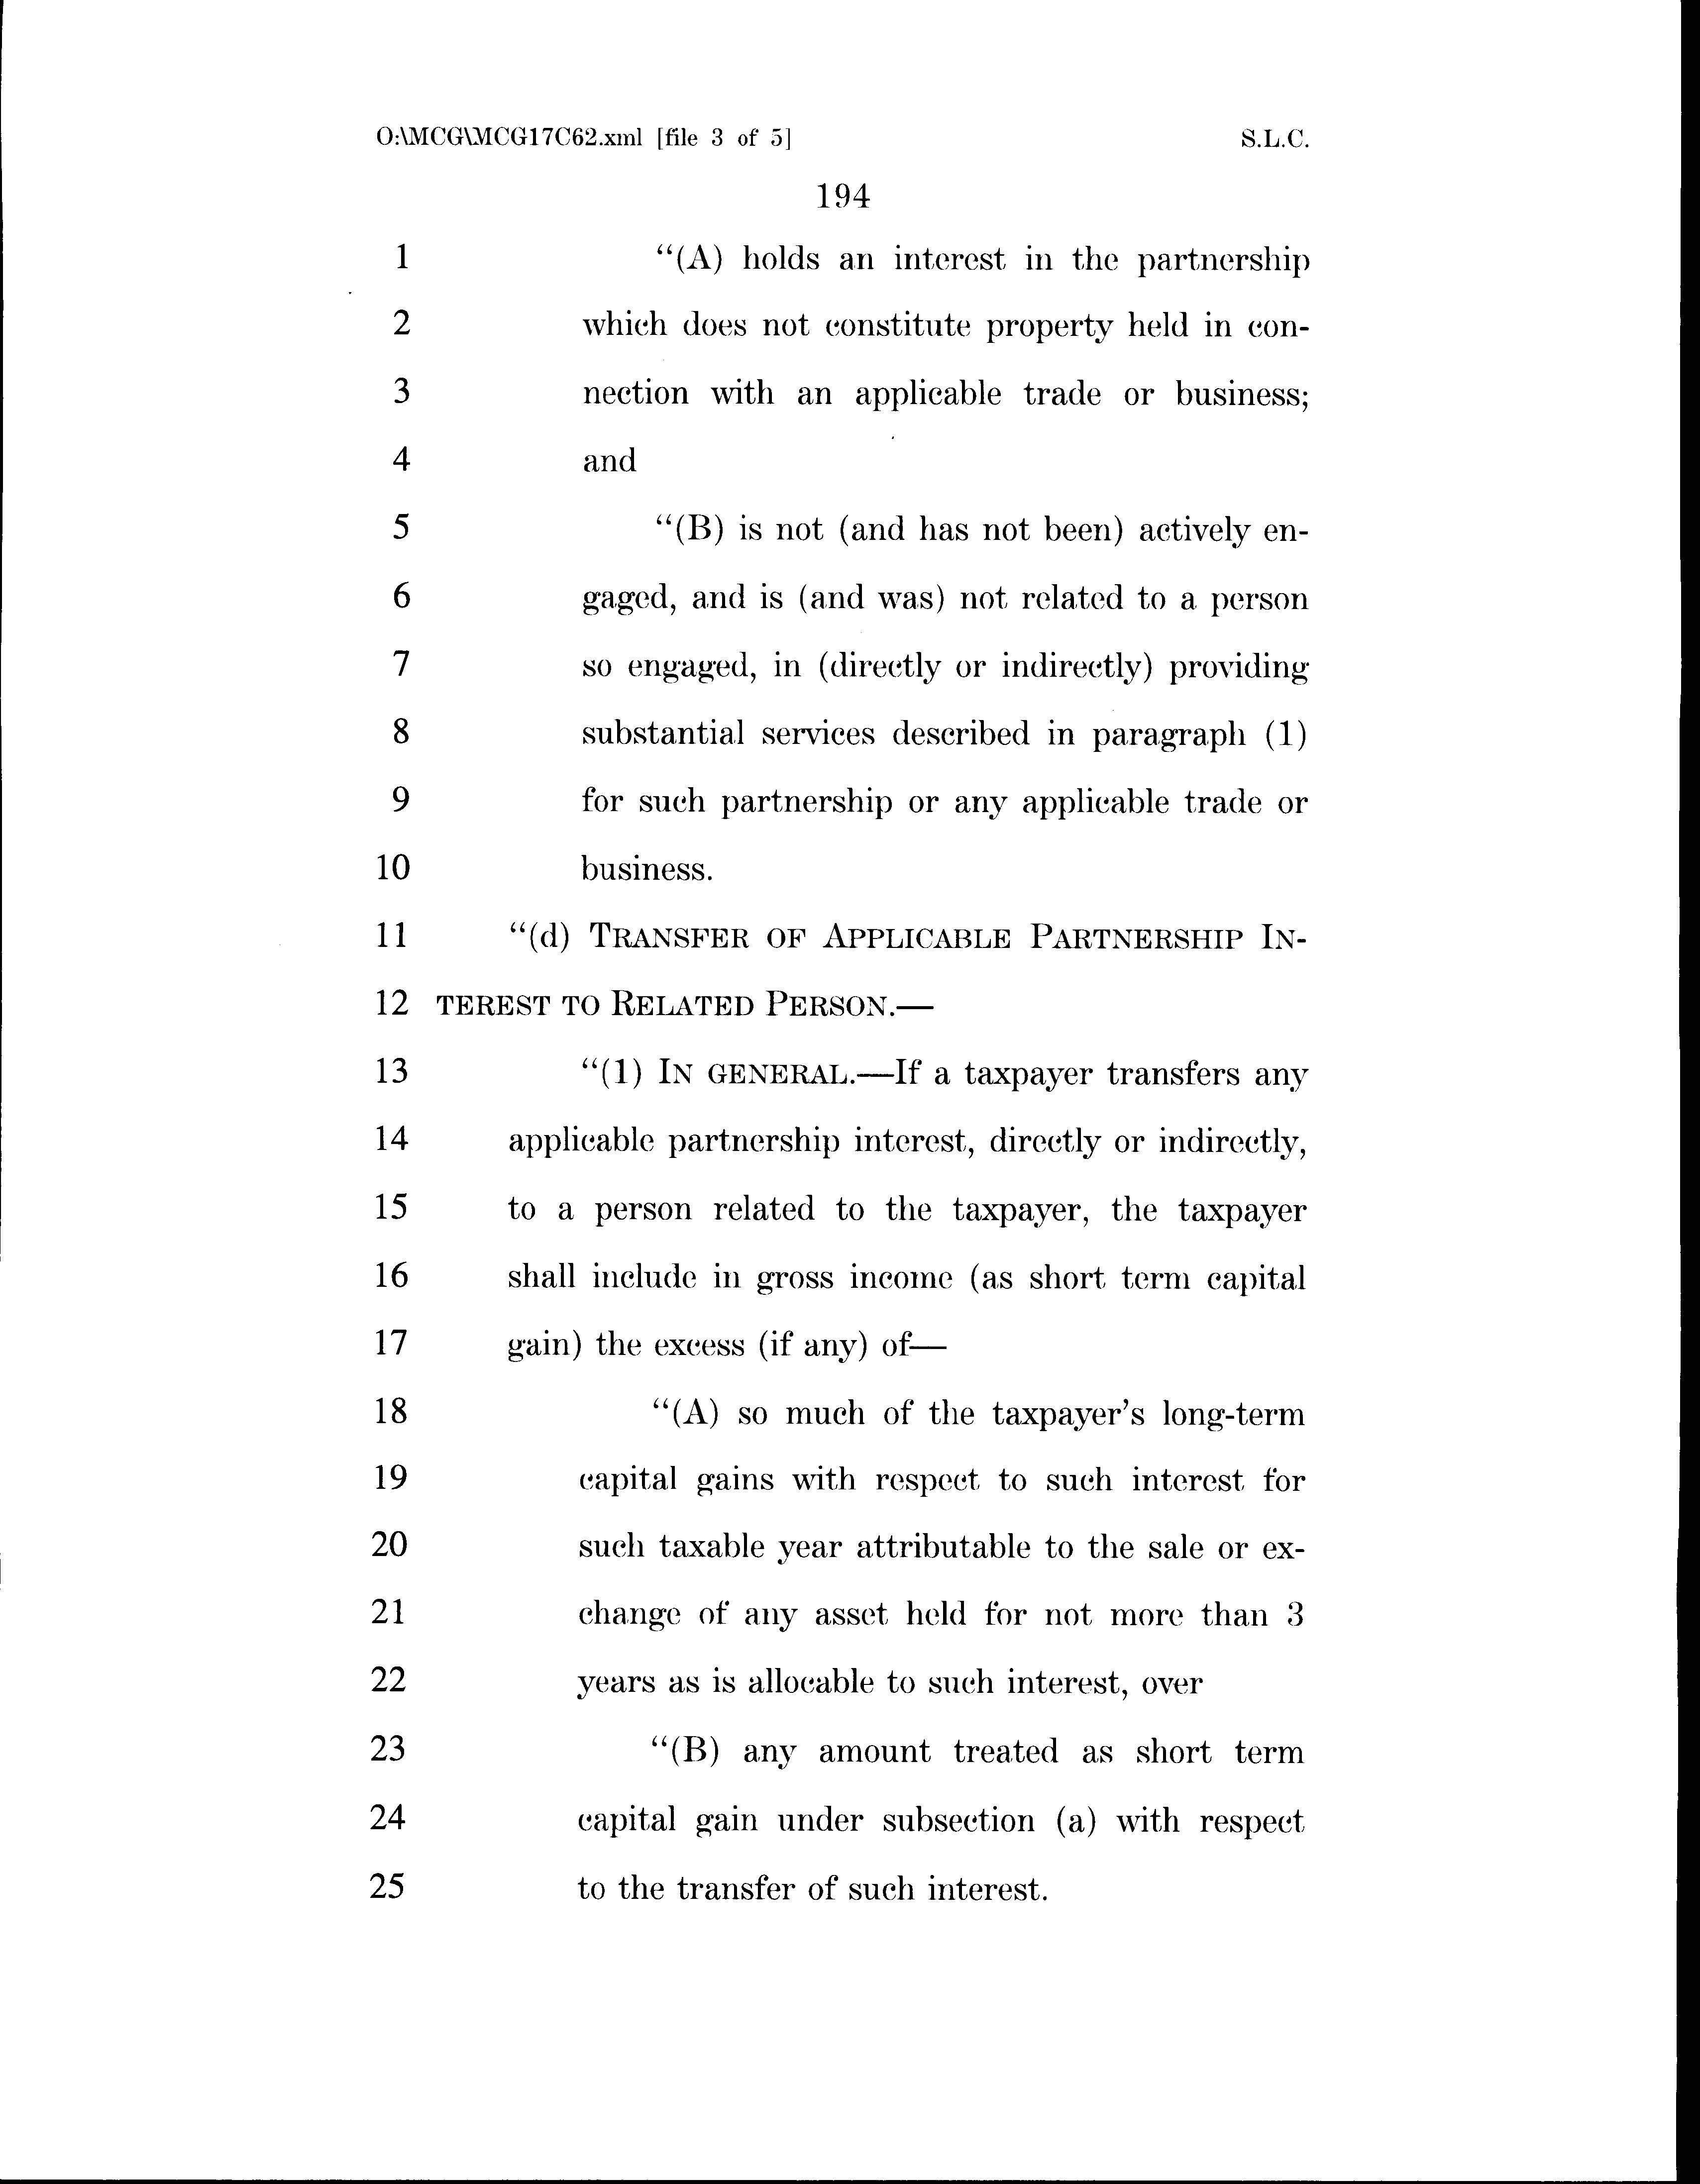 O:\MCG\MCG17C62.xml [file 3 of 5] S.L.C.
194
1 “(A) holds an interest in the partnership
2 which does not constitute property held in con-
3 nection with an applicable trade or business;
4 and
5 “(B) is not (and has not been) actively en-
6 gaged, and is (and was) not related to a person
7 so engaged, in (directly or indirectly) providing
8 substantial services described in paragraph (1)
9 for such partnership or any applicable trade or
10 business.
11 “(d) TRANSFER OF APPLICABLE PARTNERSHIP IN-
12 TEREST TO RELATED PERSON.—
13 “(1) IN GENERAL.—If a taxpayer transfers any
14 applicable partnership interest, directly or indirectly,
15 to a person related to the taxpayer, the taxpayer
16 shall include in gross income (as short term capital
17 gain) the excess (if any) of—
18 “(A) so much of the taxpayer’s long-term
19 capital gains with respect to such interest for
20 such taxable year attributable to the sale or ex-
21 change of any asset held for not more than 3
22 years as is allocable to such interest, over
23 “(B) any amount treated as short term
24 capital gain under subsection (a) with respect
25 to the transfer of such interest.